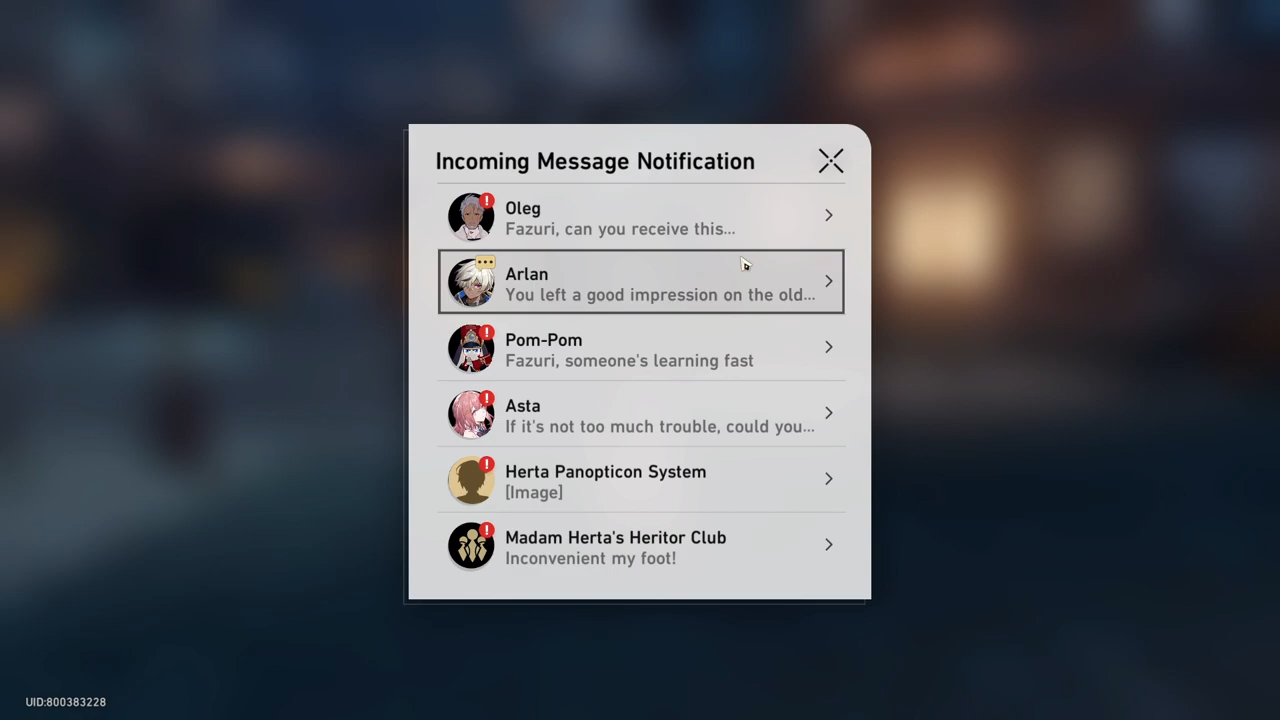 Incoming Message Notification
Oleg
Fazuri, can you receive this...
Arlan
You left a good impression on the old...
Pom-Pom
Fazuri, someone's learning fast
Asta
If it's not too much trouble, could you...
Herta Panopticon System
[Image]
Madam Herta's Heritor Club
Inconvenient my foot!
UID:800383228